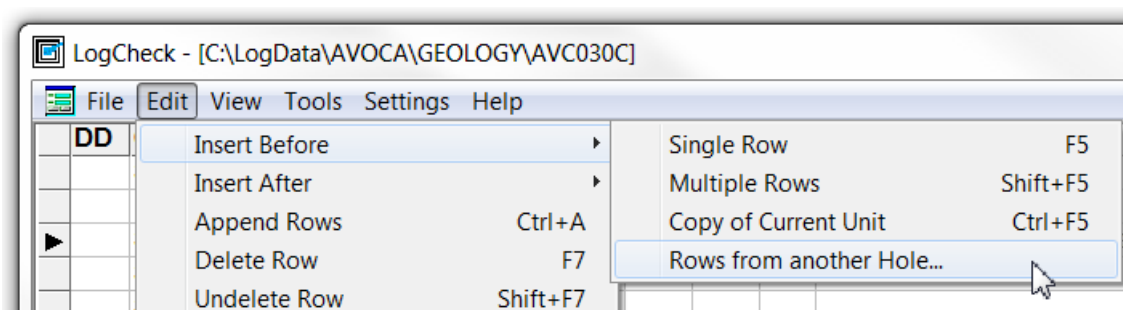 LogCheck - [C:\LogData\AVOCA\GEOLOGY\AVC030C]
File Edit View Tools Settings Help
DD
Insert Before
Insert After
Append Rows Ctrl+A
Delete Row F7
Undelete Row Shift+F7
Single Row F5
Multiple Rows Shift+F5
Copy of Current Unit Ctrl+F5
Rows from another Hole...